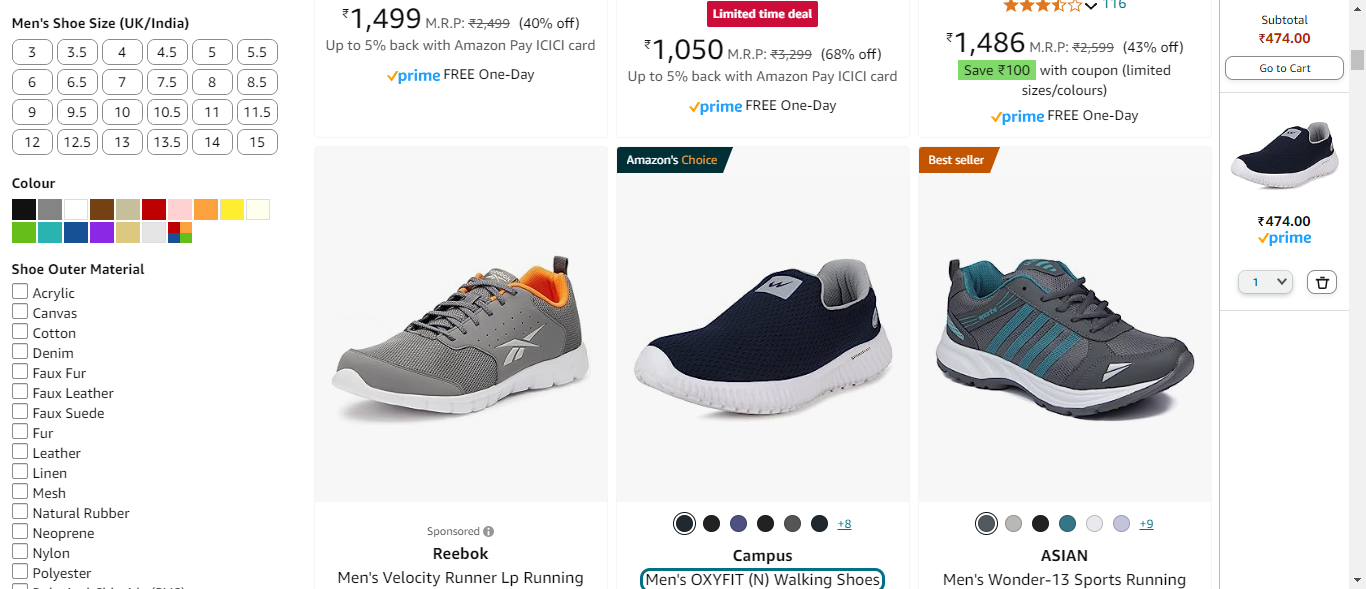 Men's Shoe Size (UK/India)
3 3.5 4 4.5 5 5.5
6 6.5 7 7.5 8 8.5
9 9.5 10 10.5 11 11.5
12 12.5 13 13.5 14 15
Colour
Shoe Outer Material
Acrylic
Canvas
Cotton
Denim
Faux Fur
Faux Leather
Faux Suede
Fur
Leather
Linen
Mesh
Natural Rubber
Neoprene
Nylon
Polyester
₹1,499 M.R.P: ₹2,499 (40% off)
Up to 5% back with Amazon Pay ICICI card
prime FREE One-Day
Limited time deal
₹1,050 M.R.P: ₹3,299 (68% off)
Up to 5% back with Amazon Pay ICICI card
prime FREE One-Day
116
₹1,486 M.R.P: ₹2,599 (43% off)
Save ₹100 with coupon (limited
sizes/colours)
prime FREE One-Day
Sponsored
Reebok
Men's Velocity Runner Lp Running
Amazon's Choice
+8
Campus
Men's OXYFIT (N) Walking Shoes
Best seller
+9
ASIAN
Men's Wonder-13 Sports Running
Subtotal
₹474.00
Go to Cart
₹474.00
prime
1